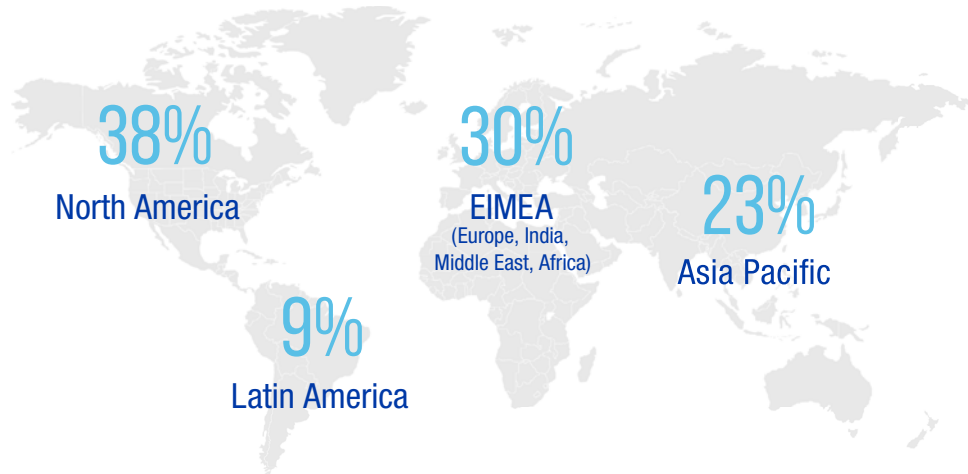 38%
North America
30%
EIMEA
(Europe, India,
Middle East, Africa)
23%
Asia Pacific
9%
Latin America